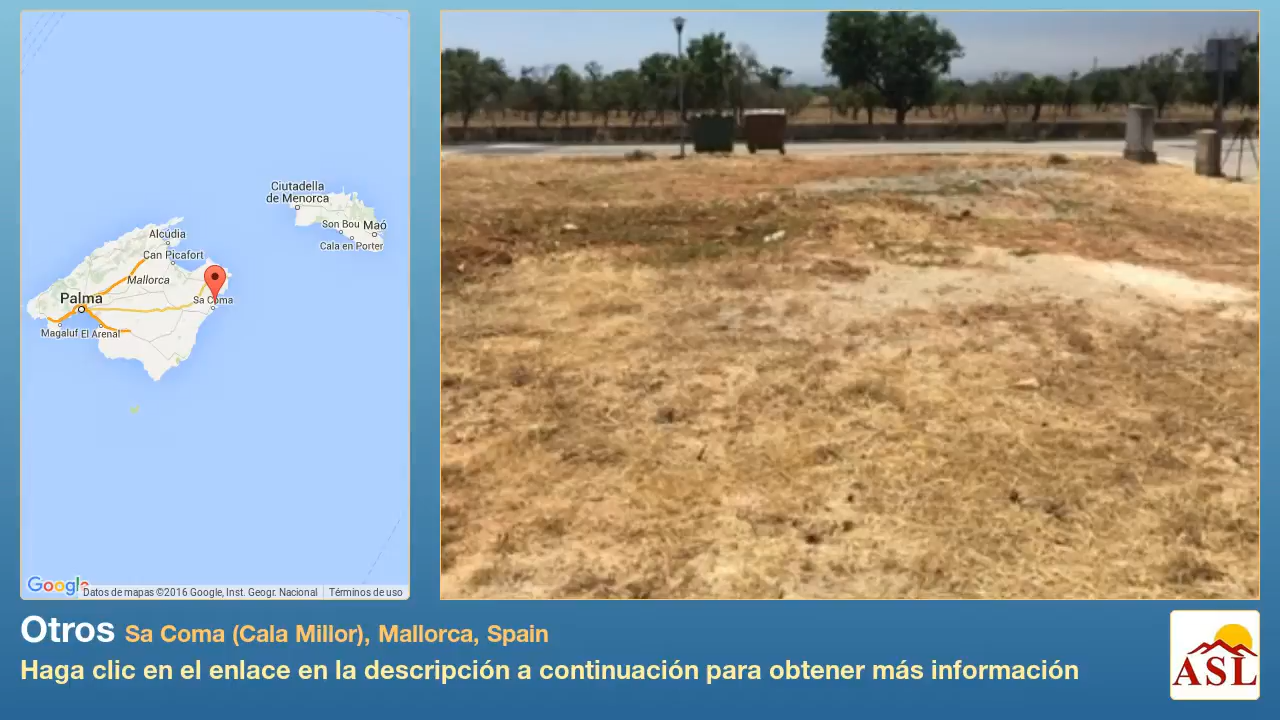 Ciutadella
de Menorca
Son Bou
Maó
Cala en Porter
Alcúdia
Can Picafort
Mallorca
Palma
Sa Coma
Magaluf
El Arenal
Google
Datos de mapas ©2016 Google, Inst. Geogr. Nacional
Términos de uso
Otros Sa Coma (Cala Millor), Mallorca, Spain
Haga clic en el enlace en la descripción a continuación para obtener más información
ASL